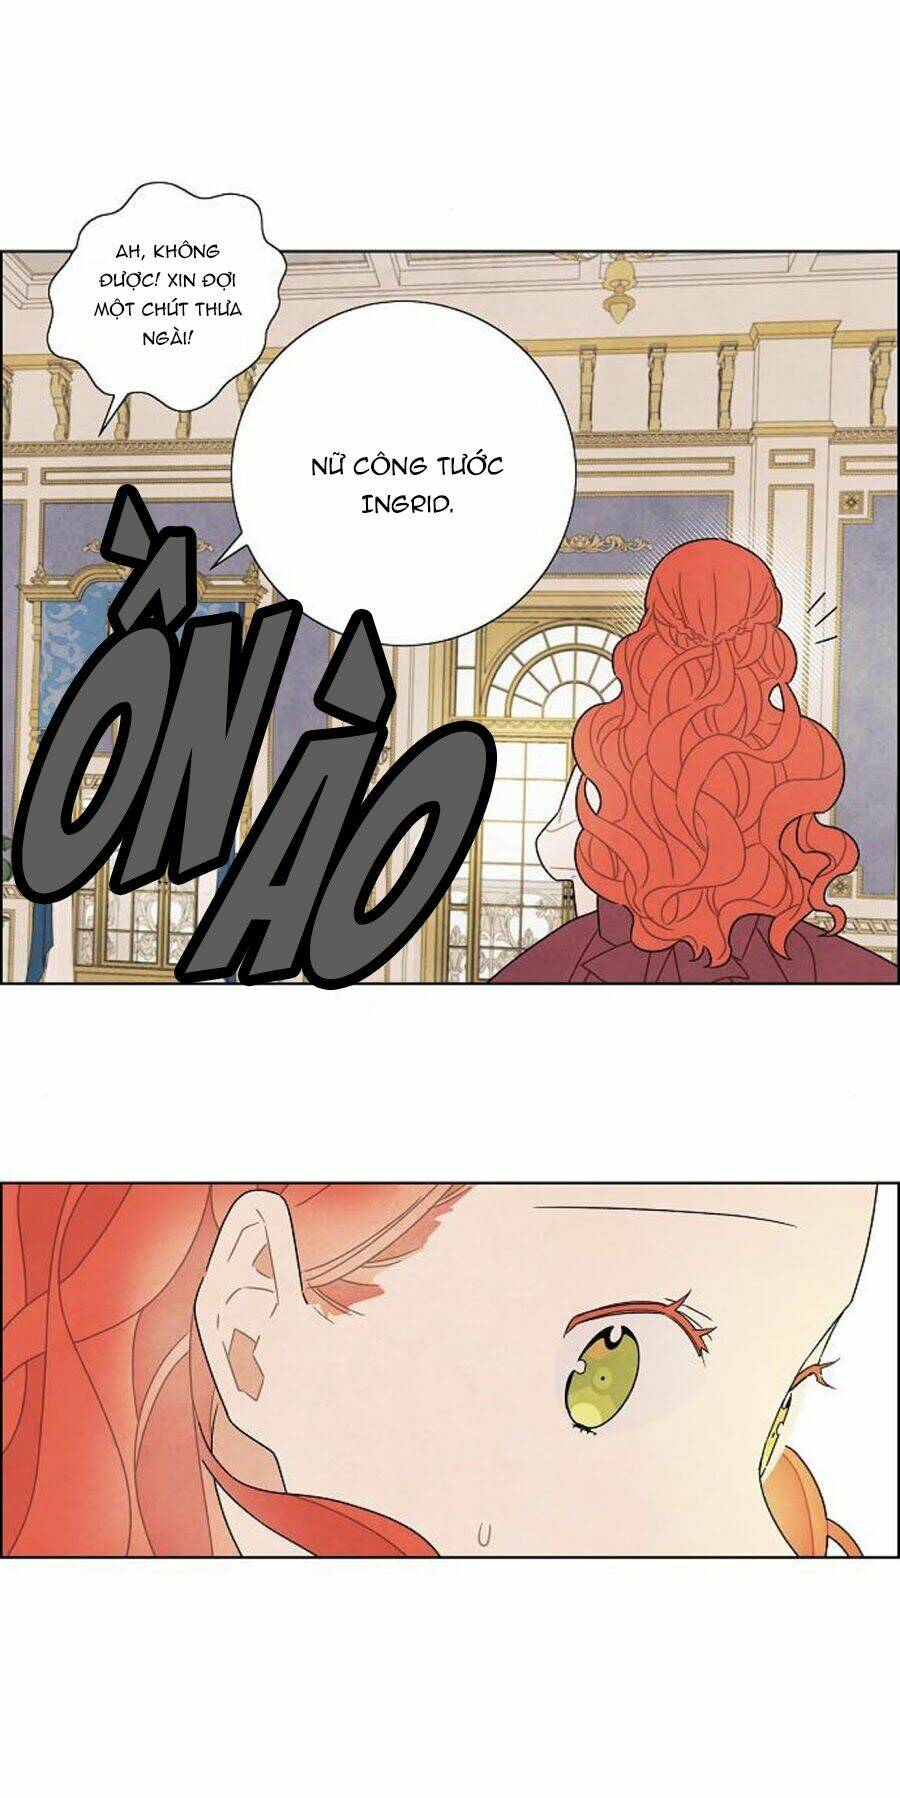 AH, KHÔNG
ĐƯỢC! XIN ĐỢI
MỘT CHÚT THƯA
NGÀI!
NỮ CÔNG TƯỚC
INGRID.
ỒN ÀO